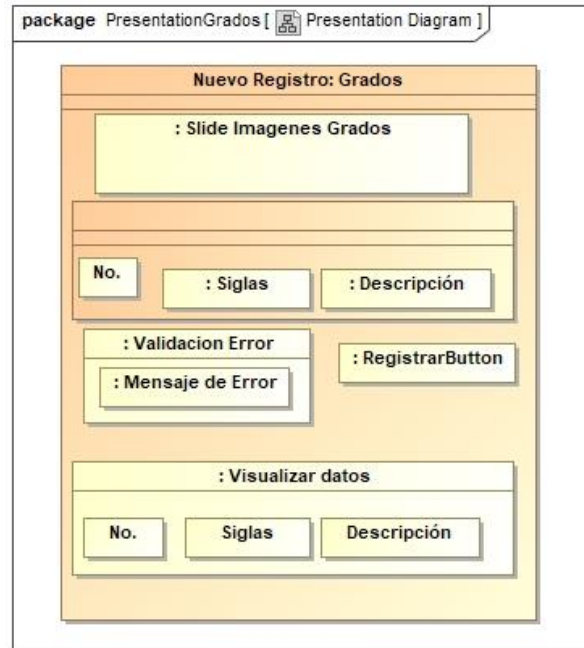 package PresentationGrados [ Presentation Diagram ]
Nuevo Registro: Grados
: Slide Imagenes Grados
No.
: Siglas
: Descripción
: Validacion Error
: Mensaje de Error
: RegistrarButton
: Visualizar datos
No.
Siglas
Descripción